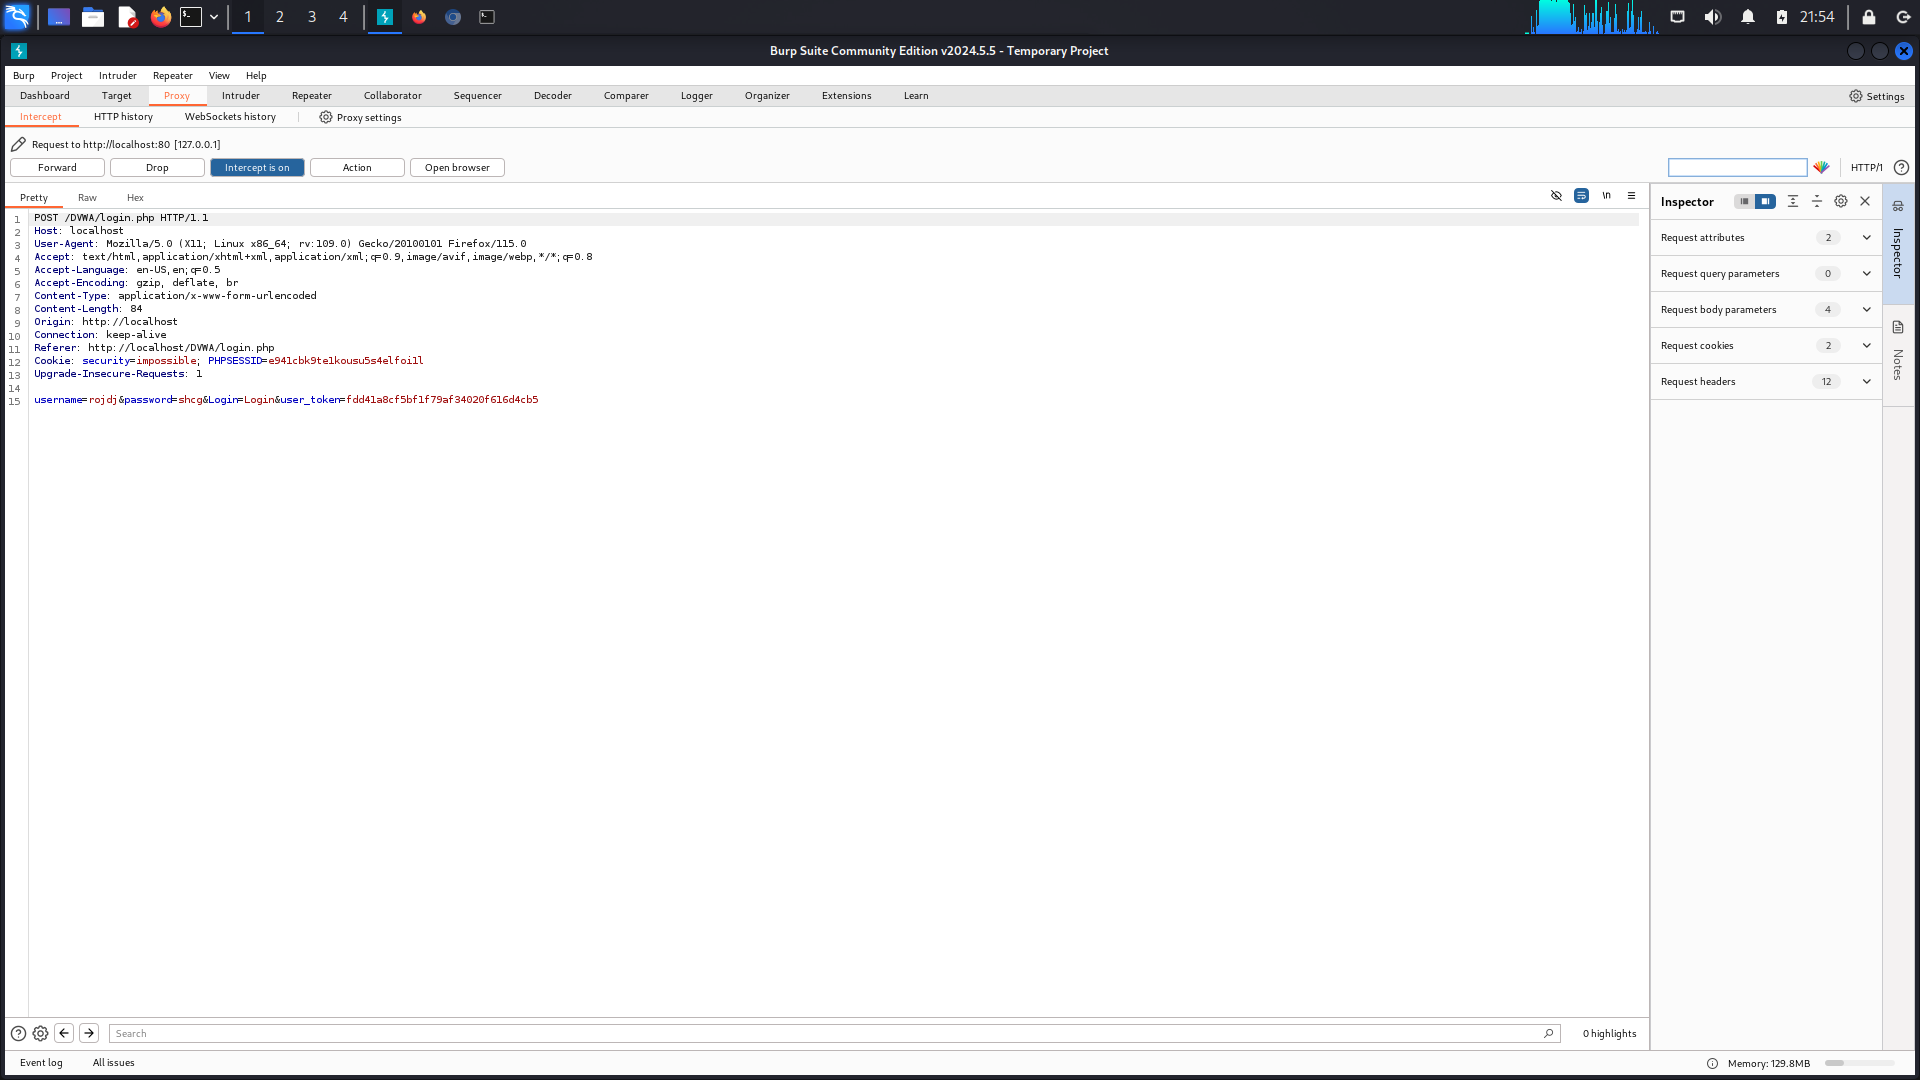 1 2 3 4 21:54
Burp Suite Community Edition v2024.5.5 - Temporary Project
Burp Project Intruder Repeater View Help
Dashboard Target Proxy Intruder Repeater Collaborator Sequencer Decoder Comparer Logger Organizer Extensions Learn Settings
Intercept HTTP history WebSockets history Proxy settings
Request to http://localhost:80 [127.0.0.1]
Forward Drop Intercept is on Action Open browser HTTP/1
Pretty Raw Hex \n
1 POST /DVWA/login.php HTTP/1.1
2 Host: localhost
3 User-Agent: Mozilla/5.0 (X11; Linux x86_64; rv:109.0) Gecko/20100101 Firefox/115.0
4 Accept: text/html,application/xhtml+xml,application/xml;q=0.9,image/avif,image/webp,*/*;q=0.8
5 Accept-Language: en-US,en;q=0.5
6 Accept-Encoding: gzip, deflate, br
7 Content-Type: application/x-www-form-urlencoded
8 Content-Length: 84
9 Origin: http://localhost
10 Connection: keep-alive
11 Referer: http://localhost/DVWA/login.php
12 Cookie: security=impossible; PHPSESSID=e941cbk9te1kousu5s4elfoi1l
13 Upgrade-Insecure-Requests: 1
14
15 username=rojdj&password=shcg&Login=Login&user_token=fdd41a8cf5bf1f79af34020f616d4cb5
Inspector
Request attributes 2
Request query parameters 0
Request body parameters 4
Request cookies 2
Request headers 12
Inspector
Notes
Search 0 highlights
Event log All issues Memory: 129.8MB